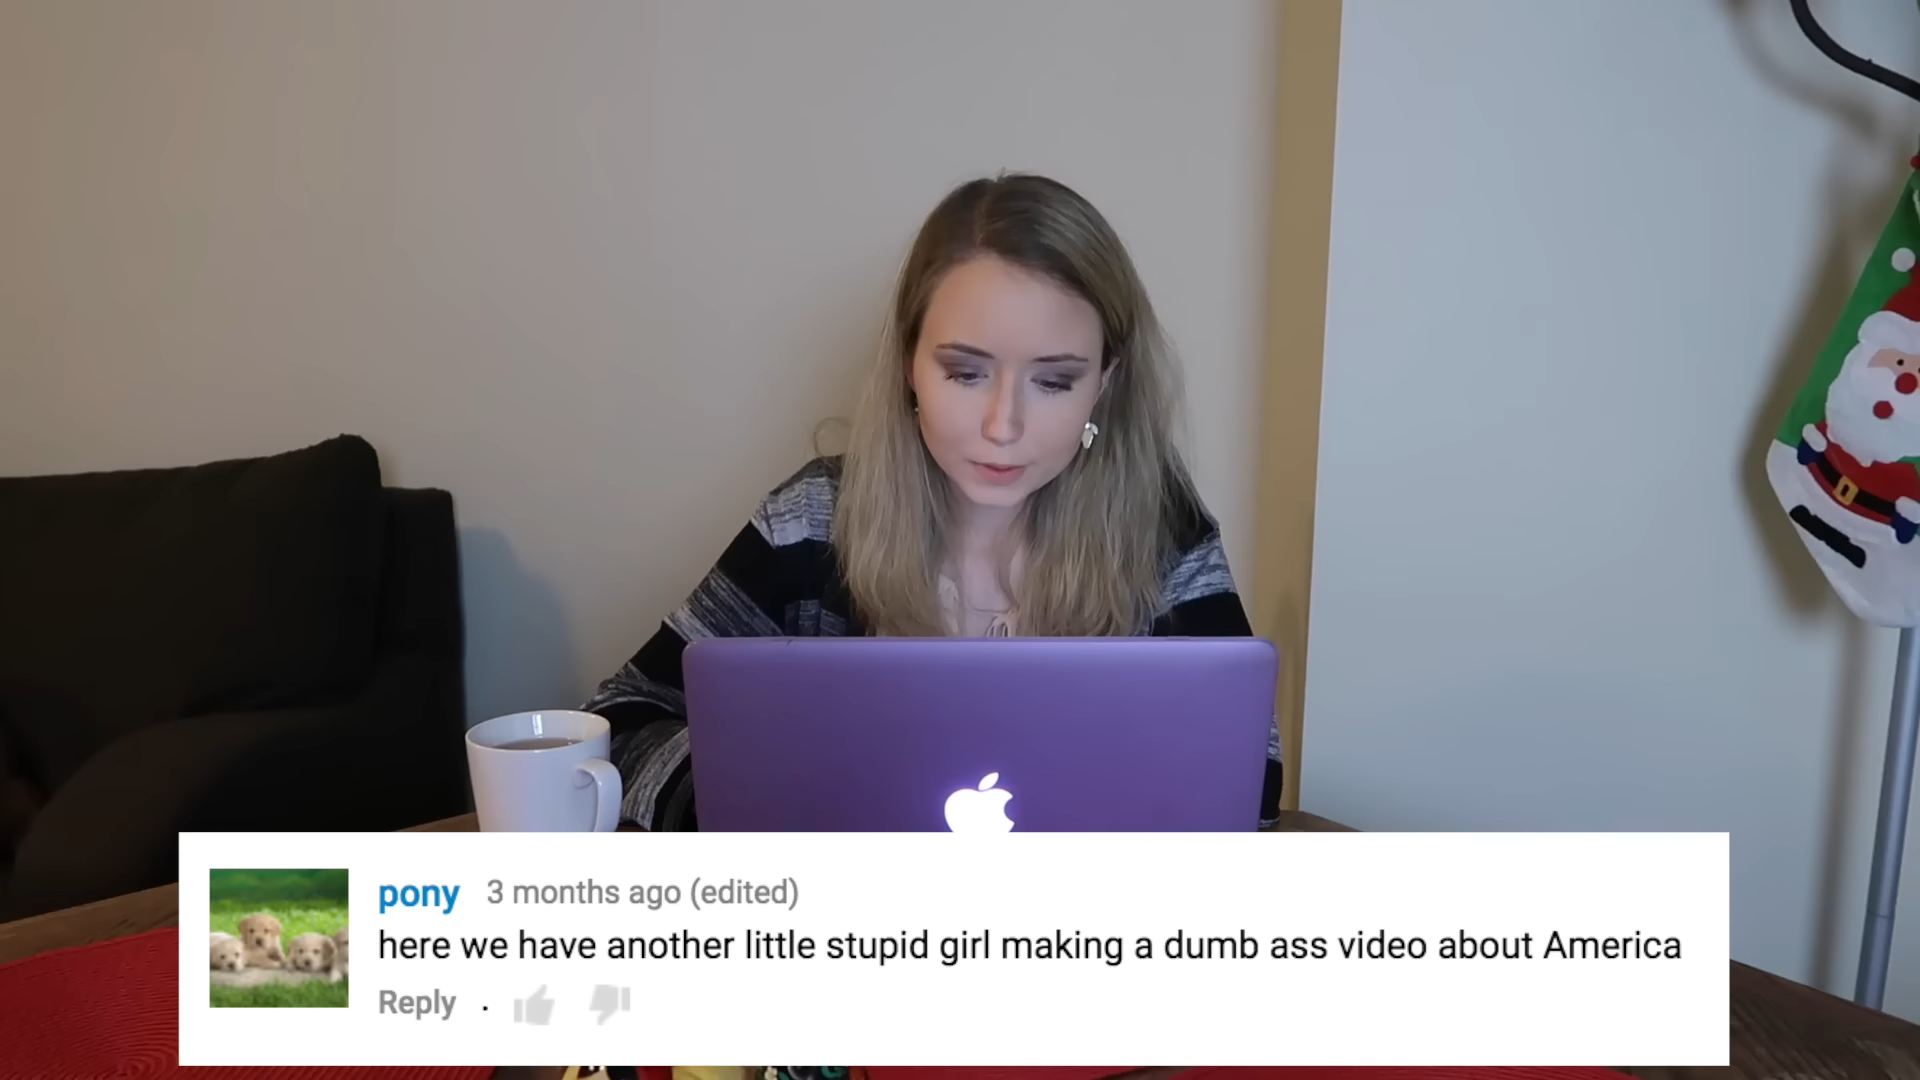 pony 3 months ago (edited)
here we have another little stupid girl making a dumb ass video about America
Reply .